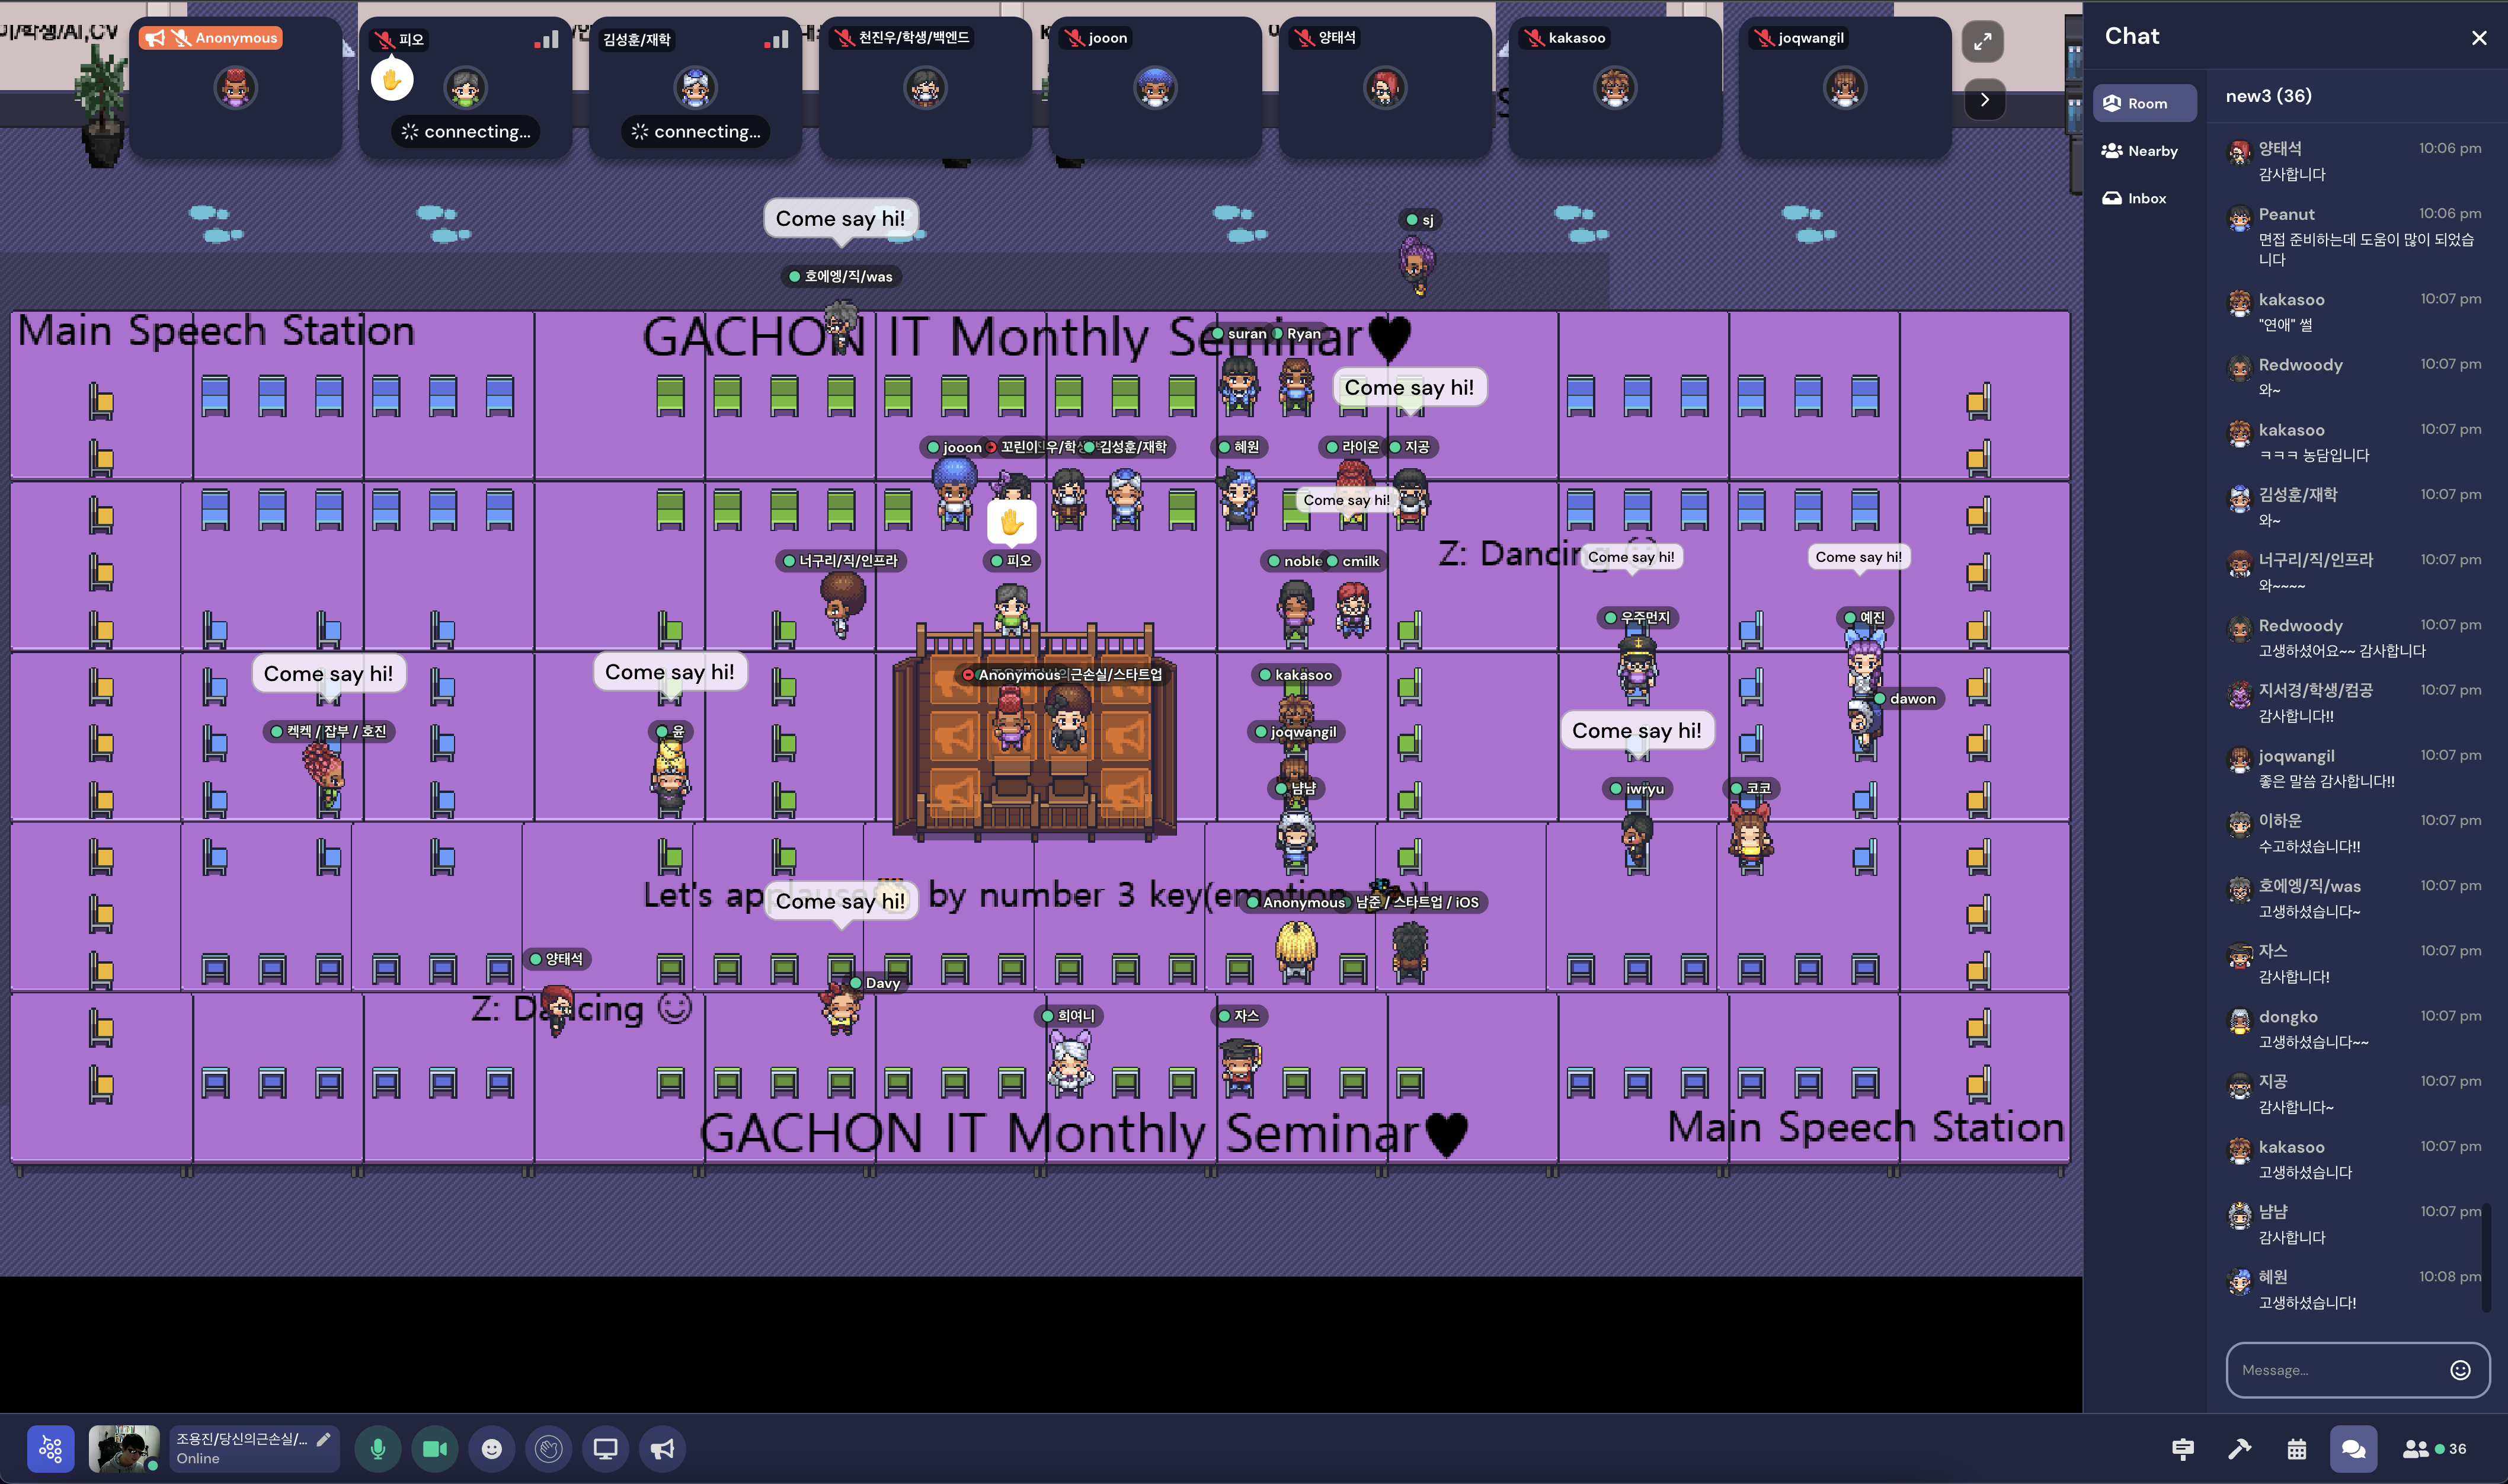 이/학생/AI,CV
Anonymous
피오
connecting...
김성훈/재학
connecting...
천진우/학생/백엔드
jooon
양태석
kakasoo
joqwangil
Come say hi!
호에엥/직/was
sj
Main Speech Station
GACHON IT Monthly Seminar♥
suran
Ryan
Come say hi!
jooon
꼬린이
우/학생
김성훈/재학
혜원
라이온
지공
Come say hi!
너구리/직/인프라
피오
noble
cmilk
Z: Dancing
Come say hi!
Come say hi!
우주먼지
예진
Come say hi!
Come say hi!
Anonymous
근손실/스타트업
kakasoo
dawon
켁켁 / 잡부 / 호진
윤
joqwangil
Come say hi!
냠냠
iwryu
코코
Let's applause by number 3 key(emotion
Come say hi!
Anonymous
남준 / 스타트업 / iOS
양태석
Davy
Z: Dancing ☺
희여니
자스
GACHON IT Monthly Seminar♥
Main Speech Station
Chat
Room
Nearby
Inbox
new3 (36)
양태석 10:06 pm
감사합니다
Peanut 10:06 pm
면접 준비하는데 도움이 많이 되었습
니다
kakasoo 10:07 pm
"연애" 썰
Redwoody 10:07 pm
와~
kakasoo 10:07 pm
ㅋㅋㅋ 농담입니다
김성훈/재학 10:07 pm
와~
너구리/직/인프라 10:07 pm
와~~~~
Redwoody 10:07 pm
고생하셨어요~~ 감사합니다
지서경/학생/컴공 10:07 pm
감사합니다!!
joqwangil 10:07 pm
좋은 말씀 감사합니다!!
이하운 10:07 pm
수고하셨습니다!!
호에엥/직/was 10:07 pm
고생하셨습니다~
자스 10:07 pm
감사합니다!
dongko 10:07 pm
고생하셨습니다~~
지공 10:07 pm
감사합니다~
kakasoo 10:07 pm
고생하셨습니다
냠냠 10:07 pm
감사합니다
혜원 10:08 pm
고생하셨습니다!
Message...
조용진/당신의근손실/...
Online
36